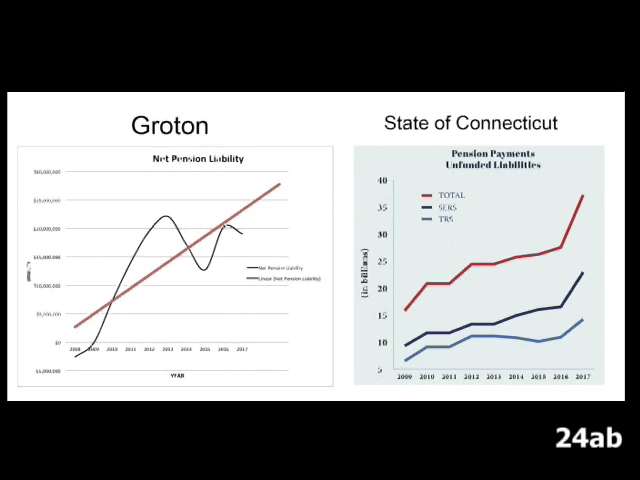 Groton
State of Connecticut
Net Pension Liability
$30,000,000
$25,000,000
$20,000,000
$15,000,000
$10,000,000
$5,000,000
$0
$5,000,000
2008 2009 2010 2011 2012 2013 2014 2015 2016 2017
YEAR
Net Pension Liability
Linear (Net Pension Liability)
Pension Payments
Unfunded Liabilities
TOTAL
SERS
TRS
(in billions)
40
35
30
25
20
15
10
5
2009 2010 2011 2012 2013 2014 2015 2016 2017
24ab